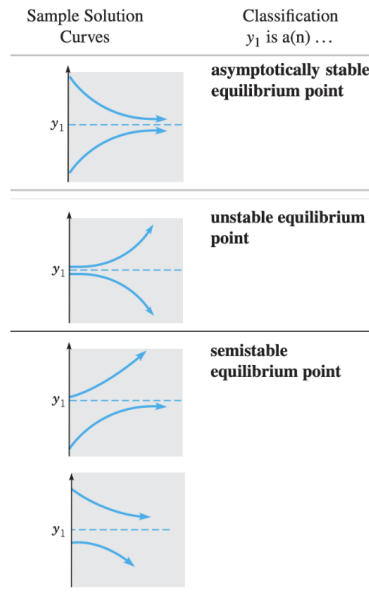 Sample Solution
Curves
Classification
y₁ is a(n) …
asymptotically stable
equilibrium point
y₁
unstable equilibrium
point
y₁
semistable
equilibrium point
y₁
y₁